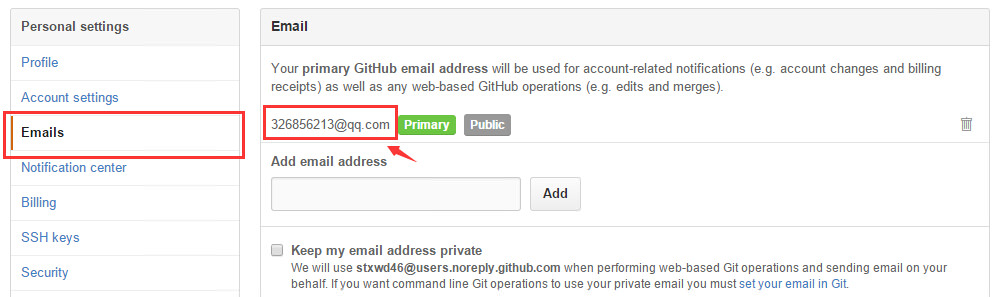 Personal settings
Profile
Account settings
Emails
Notification center
Billing
SSH keys
Security
Email
Your primary GitHub email address will be used for account-related notifications (e.g. account changes and billing
receipts) as well as any web-based GitHub operations (e.g. edits and merges).
326856213@qq.com Primary Public
Add email address
Add
Keep my email address private
We will use stxwd46@users.noreply.github.com when performing web-based Git operations and sending email on your
behalf. If you want command line Git operations to use your private email you must set your email in Git.